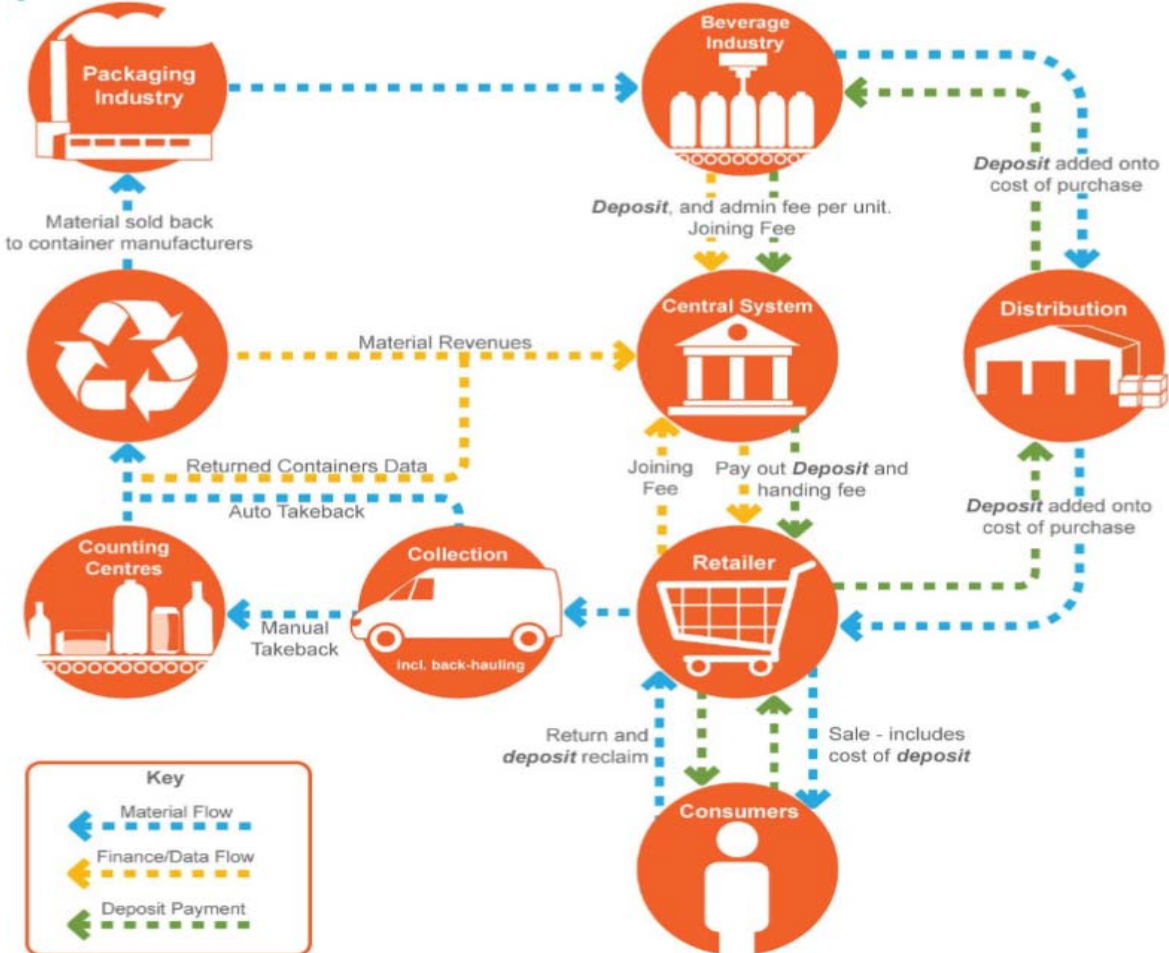 Packaging
Industry
Beverage
Industry
Deposit added onto
cost of purchase
Deposit, and admin fee per unit.
Joining Fee
Material sold back
to container manufacturers
Central System
Distribution
Material Revenues
Returned Containers Data
Auto Takeback
Joining
Fee
Pay out Deposit and
handing fee
Deposit added onto
cost of purchase
Counting
Centres
Collection
incl. back-hauling
Retailer
Manual
Takeback
Return and
deposit reclaim
Sale - includes
cost of deposit
Consumers
Key
Material Flow
Finance/Data Flow
Deposit Payment